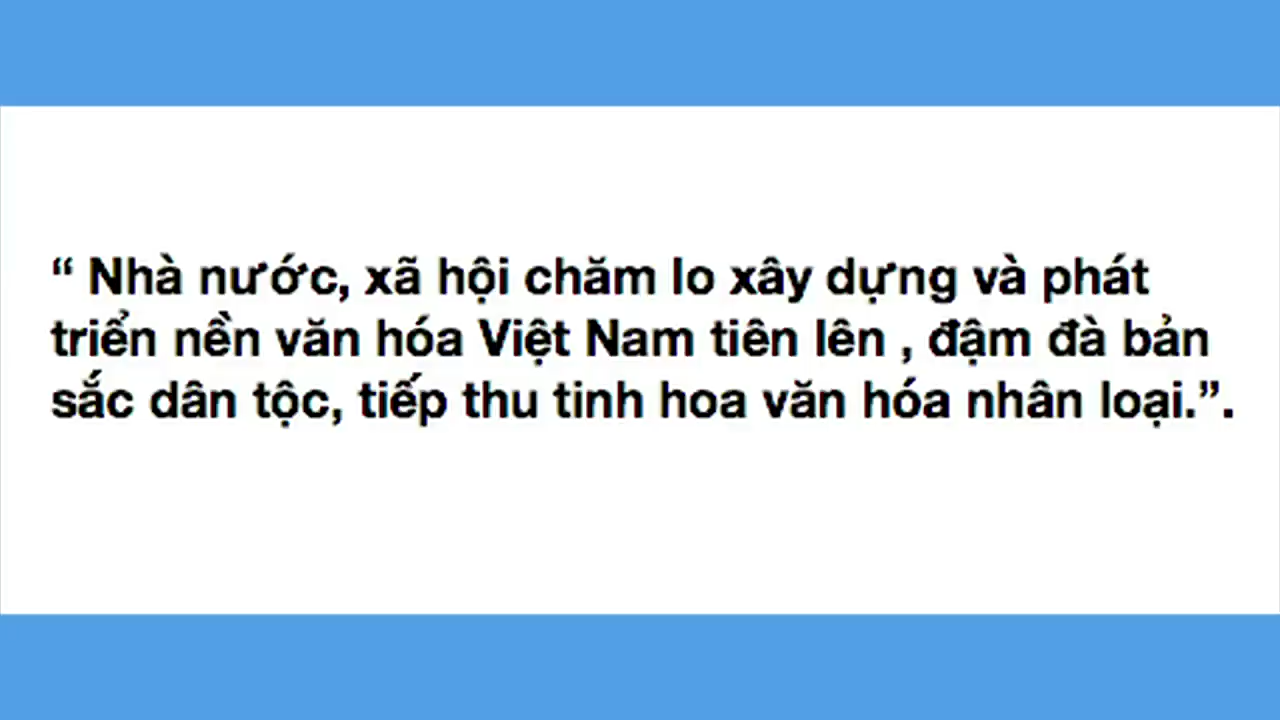 “ Nhà nước, xã hội chăm lo xây dựng và phát
triển nền văn hóa Việt Nam tiên lên , đậm đà bản
sắc dân tộc, tiếp thu tinh hoa văn hóa nhân loại.”.